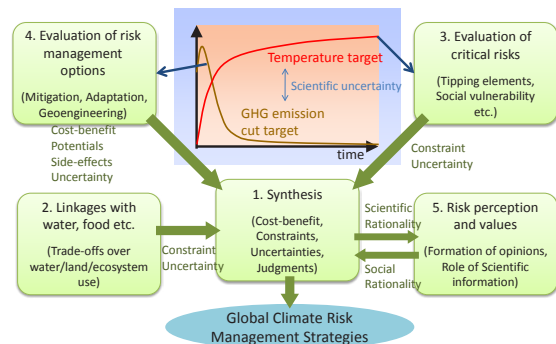 4. Evaluation of risk
management
options
(Mitigation, Adaptation,
Geoengineering)
Cost-benefit
Potentials
Side-effects
Uncertainty
Temperature target
Scientific uncertainty
GHG emission
cut target
time
3. Evaluation of
critical risks
(Tipping elements,
Social vulnerability
etc.)
Constraint
Uncertainty
2. Linkages with
water, food etc.
(Trade-offs over
water/land/ecosystem
use)
Constraint
Uncertainty
1. Synthesis
(Cost-benefit,
Constraints,
Uncertainties,
Judgments)
Scientific
Rationality
Social
Rationality
5. Risk perception
and values
(Formation of opinions,
Role of Scientific
information)
Global Climate Risk
Management Strategies